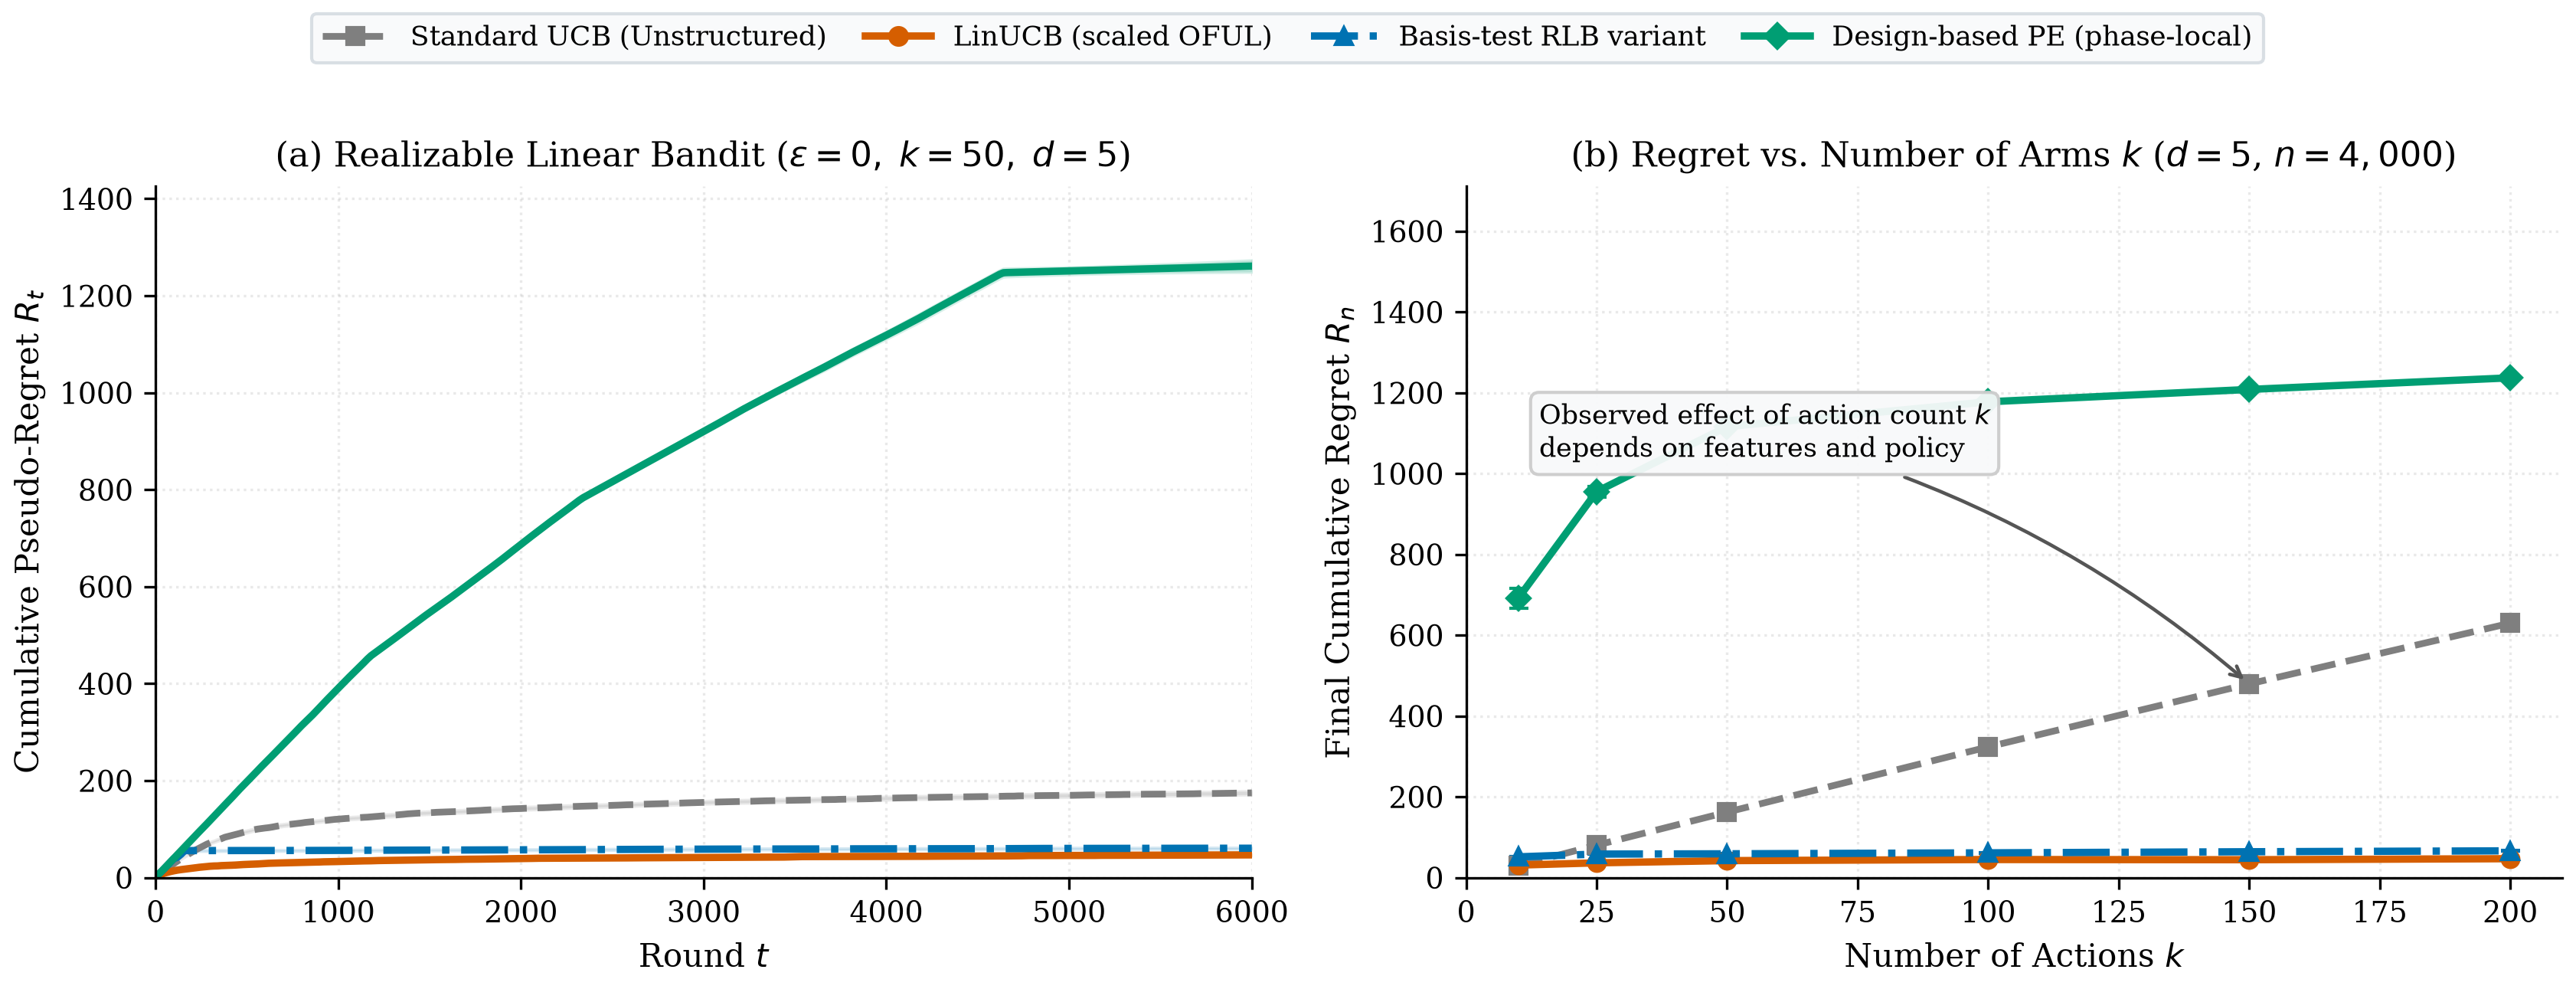 Standard UCB (Unstructured)
LinUCB (scaled OFUL)
Basis-test RLB variant
Design-based PE (phase-local)
(a) Realizable Linear Bandit (ε = 0, k = 50, d = 5)
Cumulative Pseudo-Regret Rₜ
1400
1200
1000
800
600
400
200
0
0
1000
2000
3000
4000
5000
6000
Round t
(b) Regret vs. Number of Arms k (d = 5, n = 4,000)
Final Cumulative Regret Rₙ
1600
1400
1200
1000
800
600
400
200
0
Observed effect of action count k
depends on features and policy
0
25
50
75
100
125
150
175
200
Number of Actions k